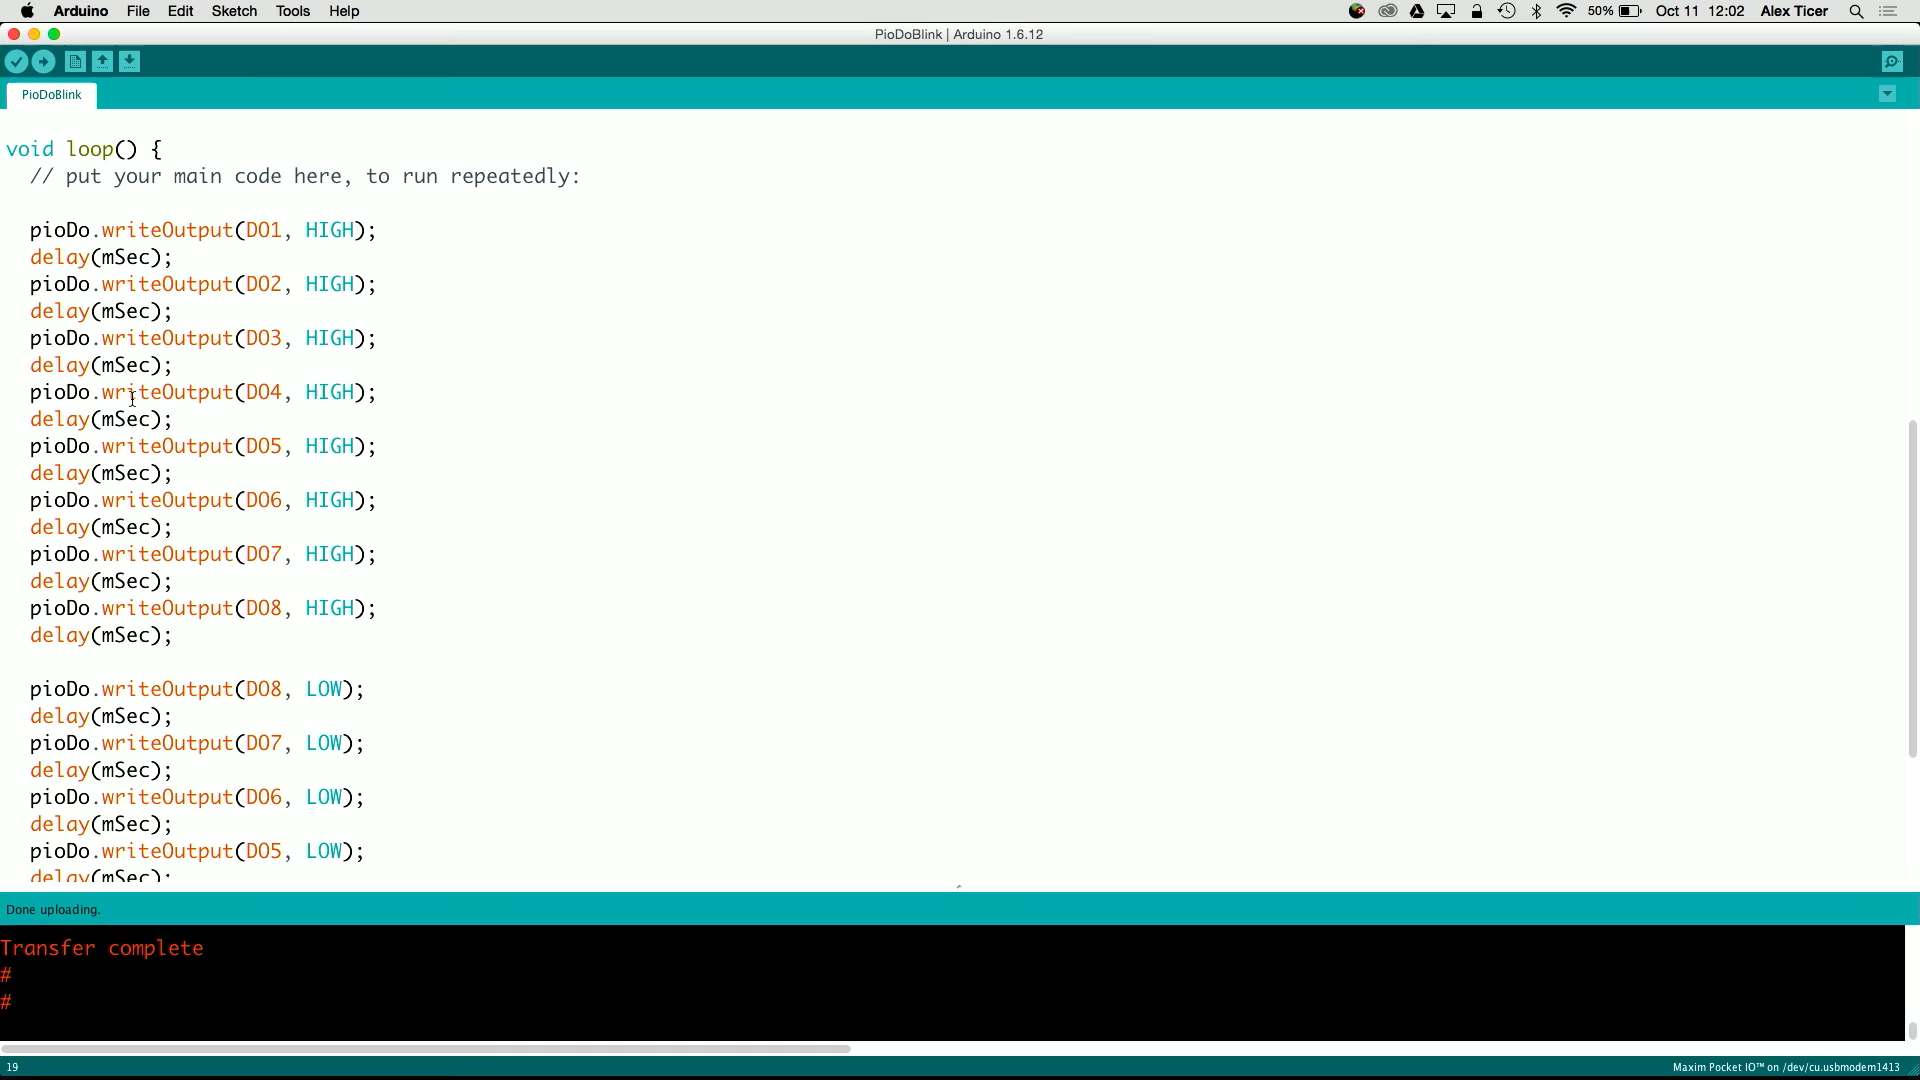 Arduino File Edit Sketch Tools Help 50% Oct 11 12:02 Alex Ticer
PioDoBlink | Arduino 1.6.12
PioDoBlink
void loop() {
// put your main code here, to run repeatedly:
pioDo.writeOutput(DO1, HIGH);
delay(mSec);
pioDo.writeOutput(DO2, HIGH);
delay(mSec);
pioDo.writeOutput(DO3, HIGH);
delay(mSec);
pioDo.writeOutput(DO4, HIGH);
delay(mSec);
pioDo.writeOutput(DO5, HIGH);
delay(mSec);
pioDo.writeOutput(DO6, HIGH);
delay(mSec);
pioDo.writeOutput(DO7, HIGH);
delay(mSec);
pioDo.writeOutput(DO8, HIGH);
delay(mSec);
pioDo.writeOutput(DO8, LOW);
delay(mSec);
pioDo.writeOutput(DO7, LOW);
delay(mSec);
pioDo.writeOutput(DO6, LOW);
delay(mSec);
pioDo.writeOutput(DO5, LOW);
delay(mSec);
Done uploading.
Transfer complete
#
#
19 Maxim Pocket IO™ on /dev/cu.usbmodem1413